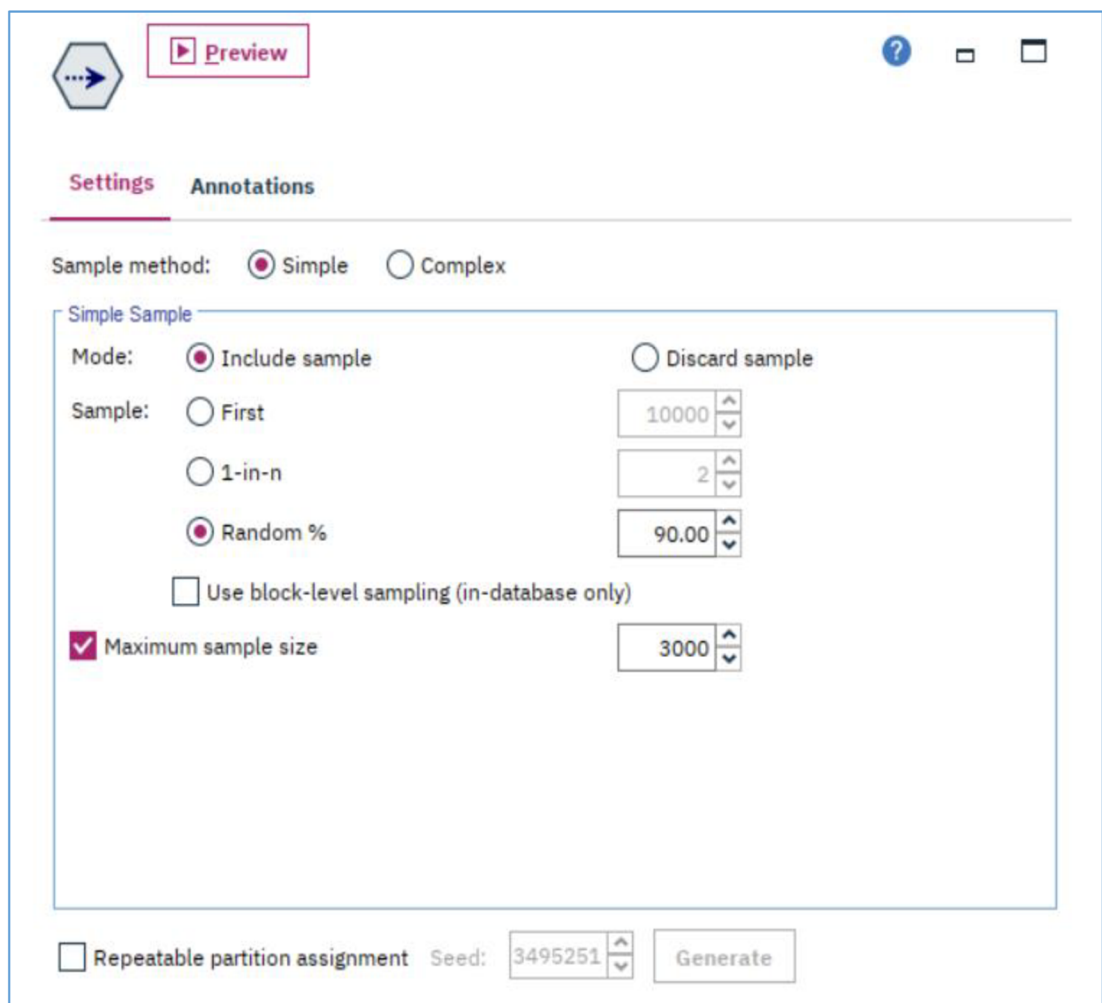 Preview
?
Settings Annotations
Sample method: Simple Complex
Simple Sample
Mode: Include sample Discard sample
Sample: First 10000
1-in-n 2
Random % 90.00
Use block-level sampling (in-database only)
Maximum sample size 3000
Repeatable partition assignment Seed: 3495251 Generate